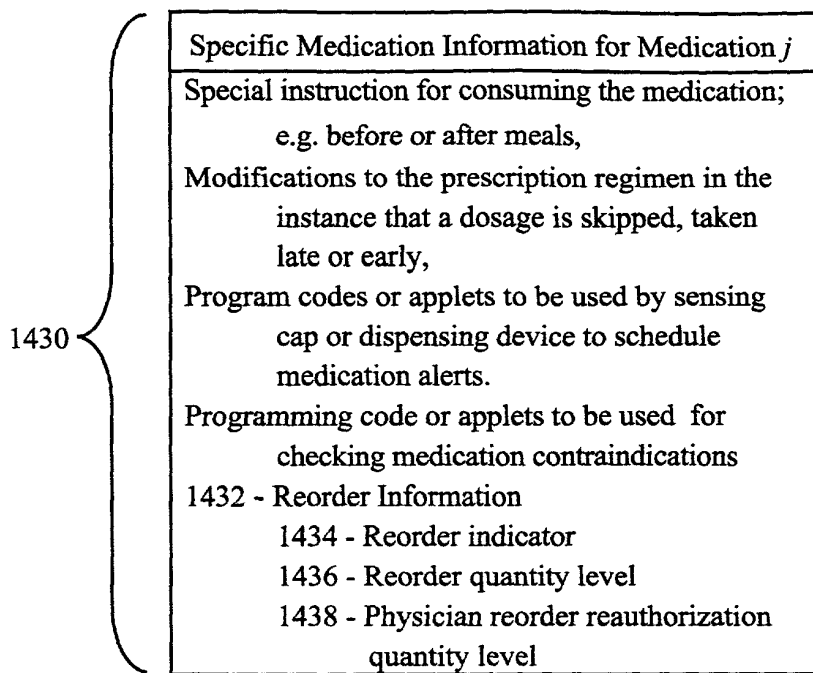 Specific Medication Information for Medication j
Special instruction for consuming the medication;
e.g. before or after meals,
Modifications to the prescription regimen in the
instance that a dosage is skipped, taken
late or early,
Program codes or applets to be used by sensing
cap or dispensing device to schedule
medication alerts.
1430
Programming code or applets to be used for
checking medication contraindications
1432 - Reorder Information
1434 - Reorder indicator
1436 - Reorder quantity level
1438 - Physician reorder reauthorization
quantity level